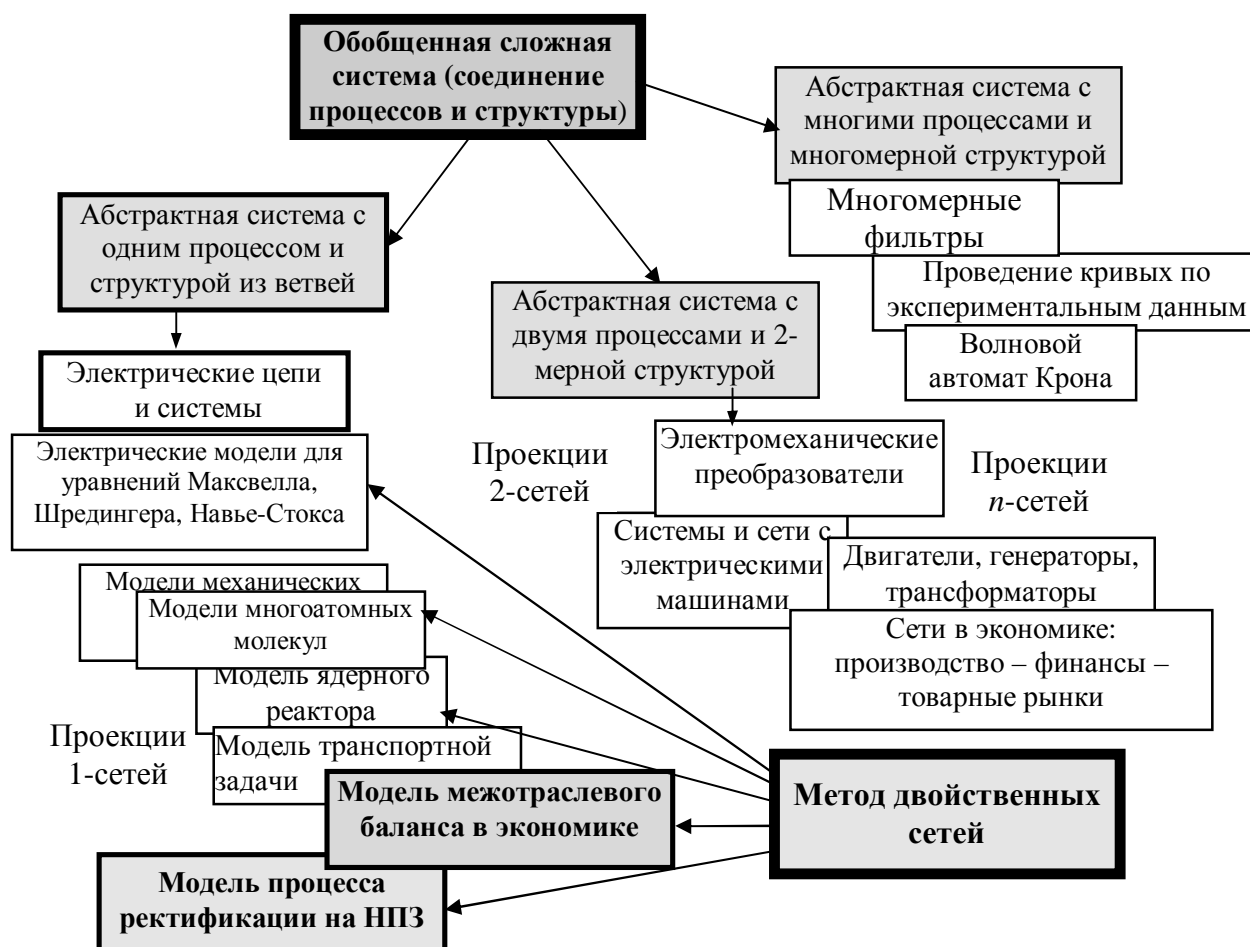 Обобщенная сложная
система (соединение
процессов и структуры)
Абстрактная система с
многими процессами и
многомерной структурой
Многомерные
фильтры
Проведение кривых по
экспериментальным данным
Волновой
автомат Крона
Абстрактная система с
одним процессом и
структурой из ветвей
Абстрактная система с
двумя процессами и 2-
мерной структурой
Электрические цепи
и системы
Электрические модели для
уравнений Максвелла,
Шредингера, Навье-Стокса
Проекции
2-сетей
Электромеханические
преобразователи
Проекции
n-сетей
Системы и сети с
электрическими
машинами
Двигатели, генераторы,
трансформаторы
Сети в экономике:
производство – финансы –
товарные рынки
Модели механических
Модели многоатомных
молекул
Модель ядерного
реактора
Проекции
1-сетей
Модель транспортной
задачи
Модель межотраслевого
баланса в экономике
Метод двойственных
сетей
Модель процесса
ректификации на НПЗ